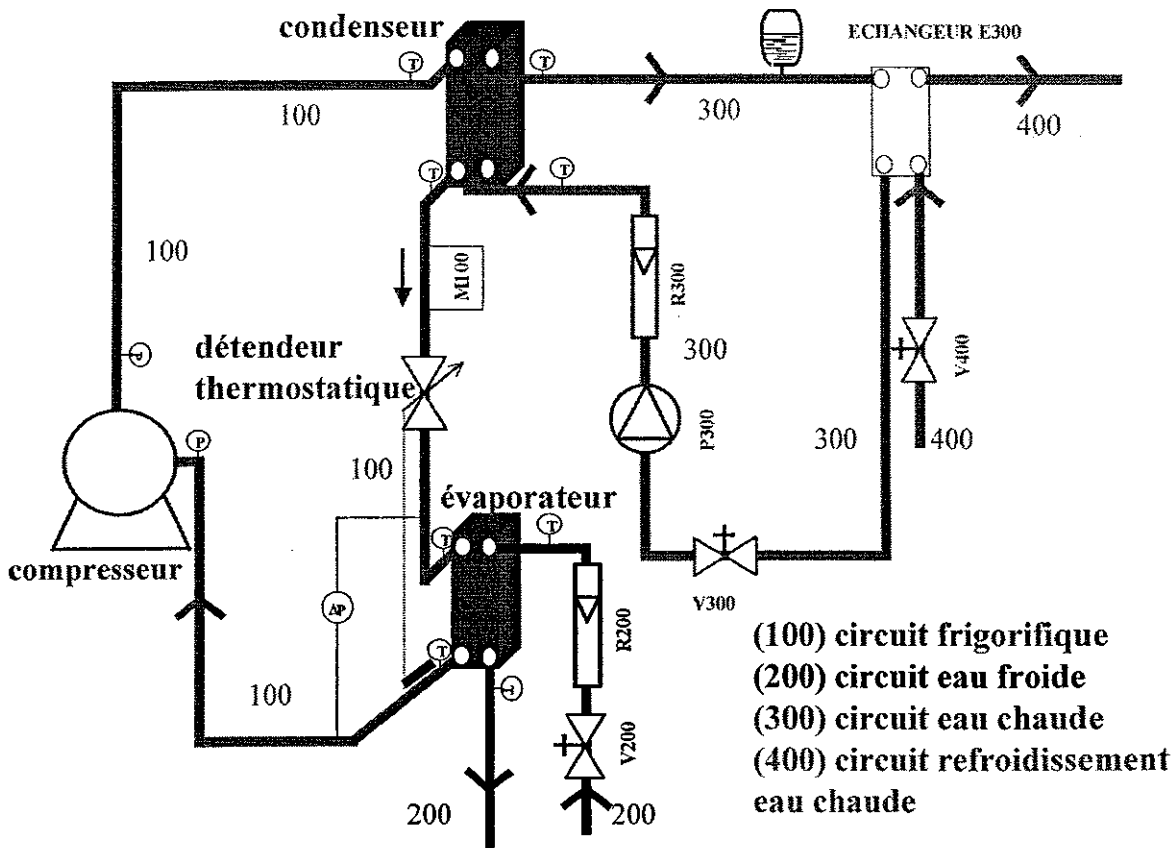 condenseur
ECHANGEUR E300
T
T
100
300
400
T
T
100
M100
R300
détendeur
thermostatique
300
V400
P300
300
400
P
100
évaporateur
T
T
compresseur
V300
ΔP
R200
(100) circuit frigorifique
T
(200) circuit eau froide
100
V200
(300) circuit eau chaude
(400) circuit refroidissement
eau chaude
200
200